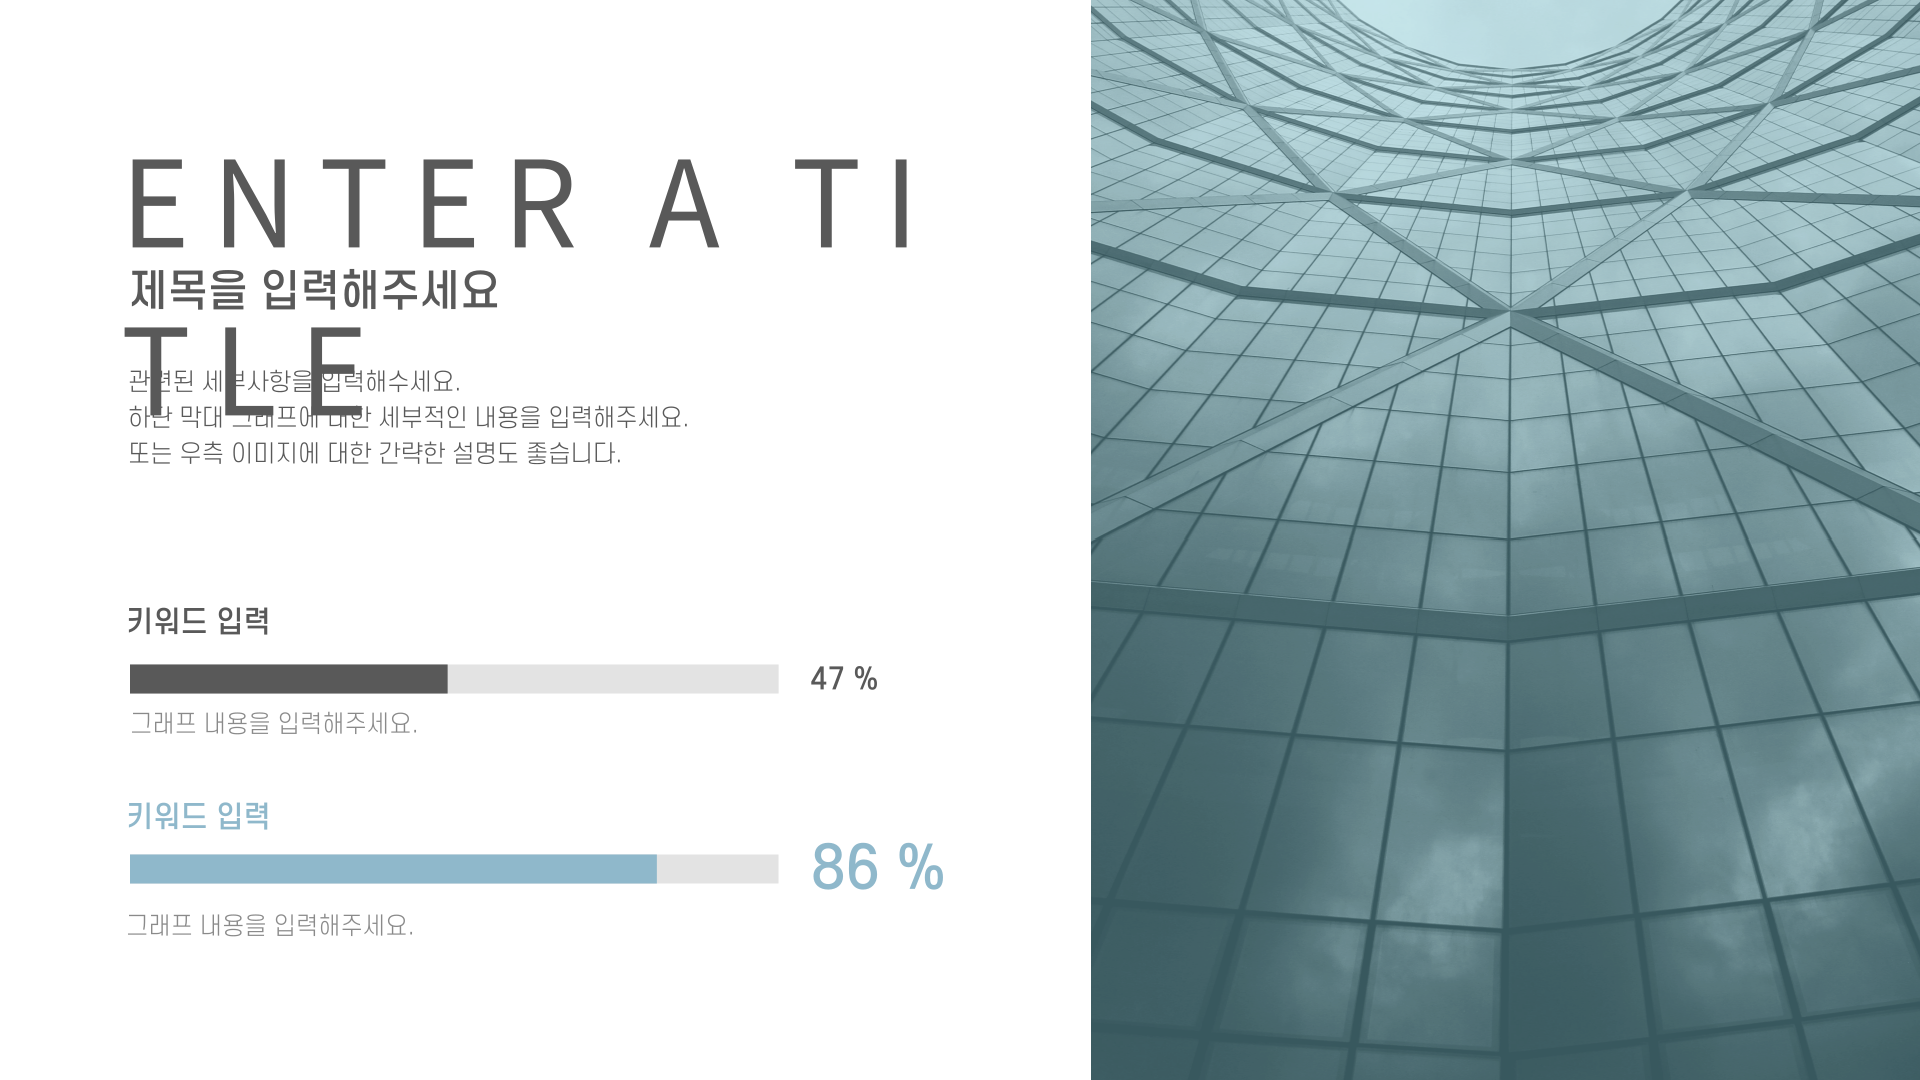 ENTER A TI
제목을 입력해주세요
TLE
관련된 세부사항을 입력해수세요.
하단 막대 그래프에 대한 세부적인 내용을 입력해주세요.
또는 우측 이미지에 대한 간략한 설명도 좋습니다.
키워드 입력
47 %
그래프 내용을 입력해주세요.
키워드 입력
86 %
그래프 내용을 입력해주세요.